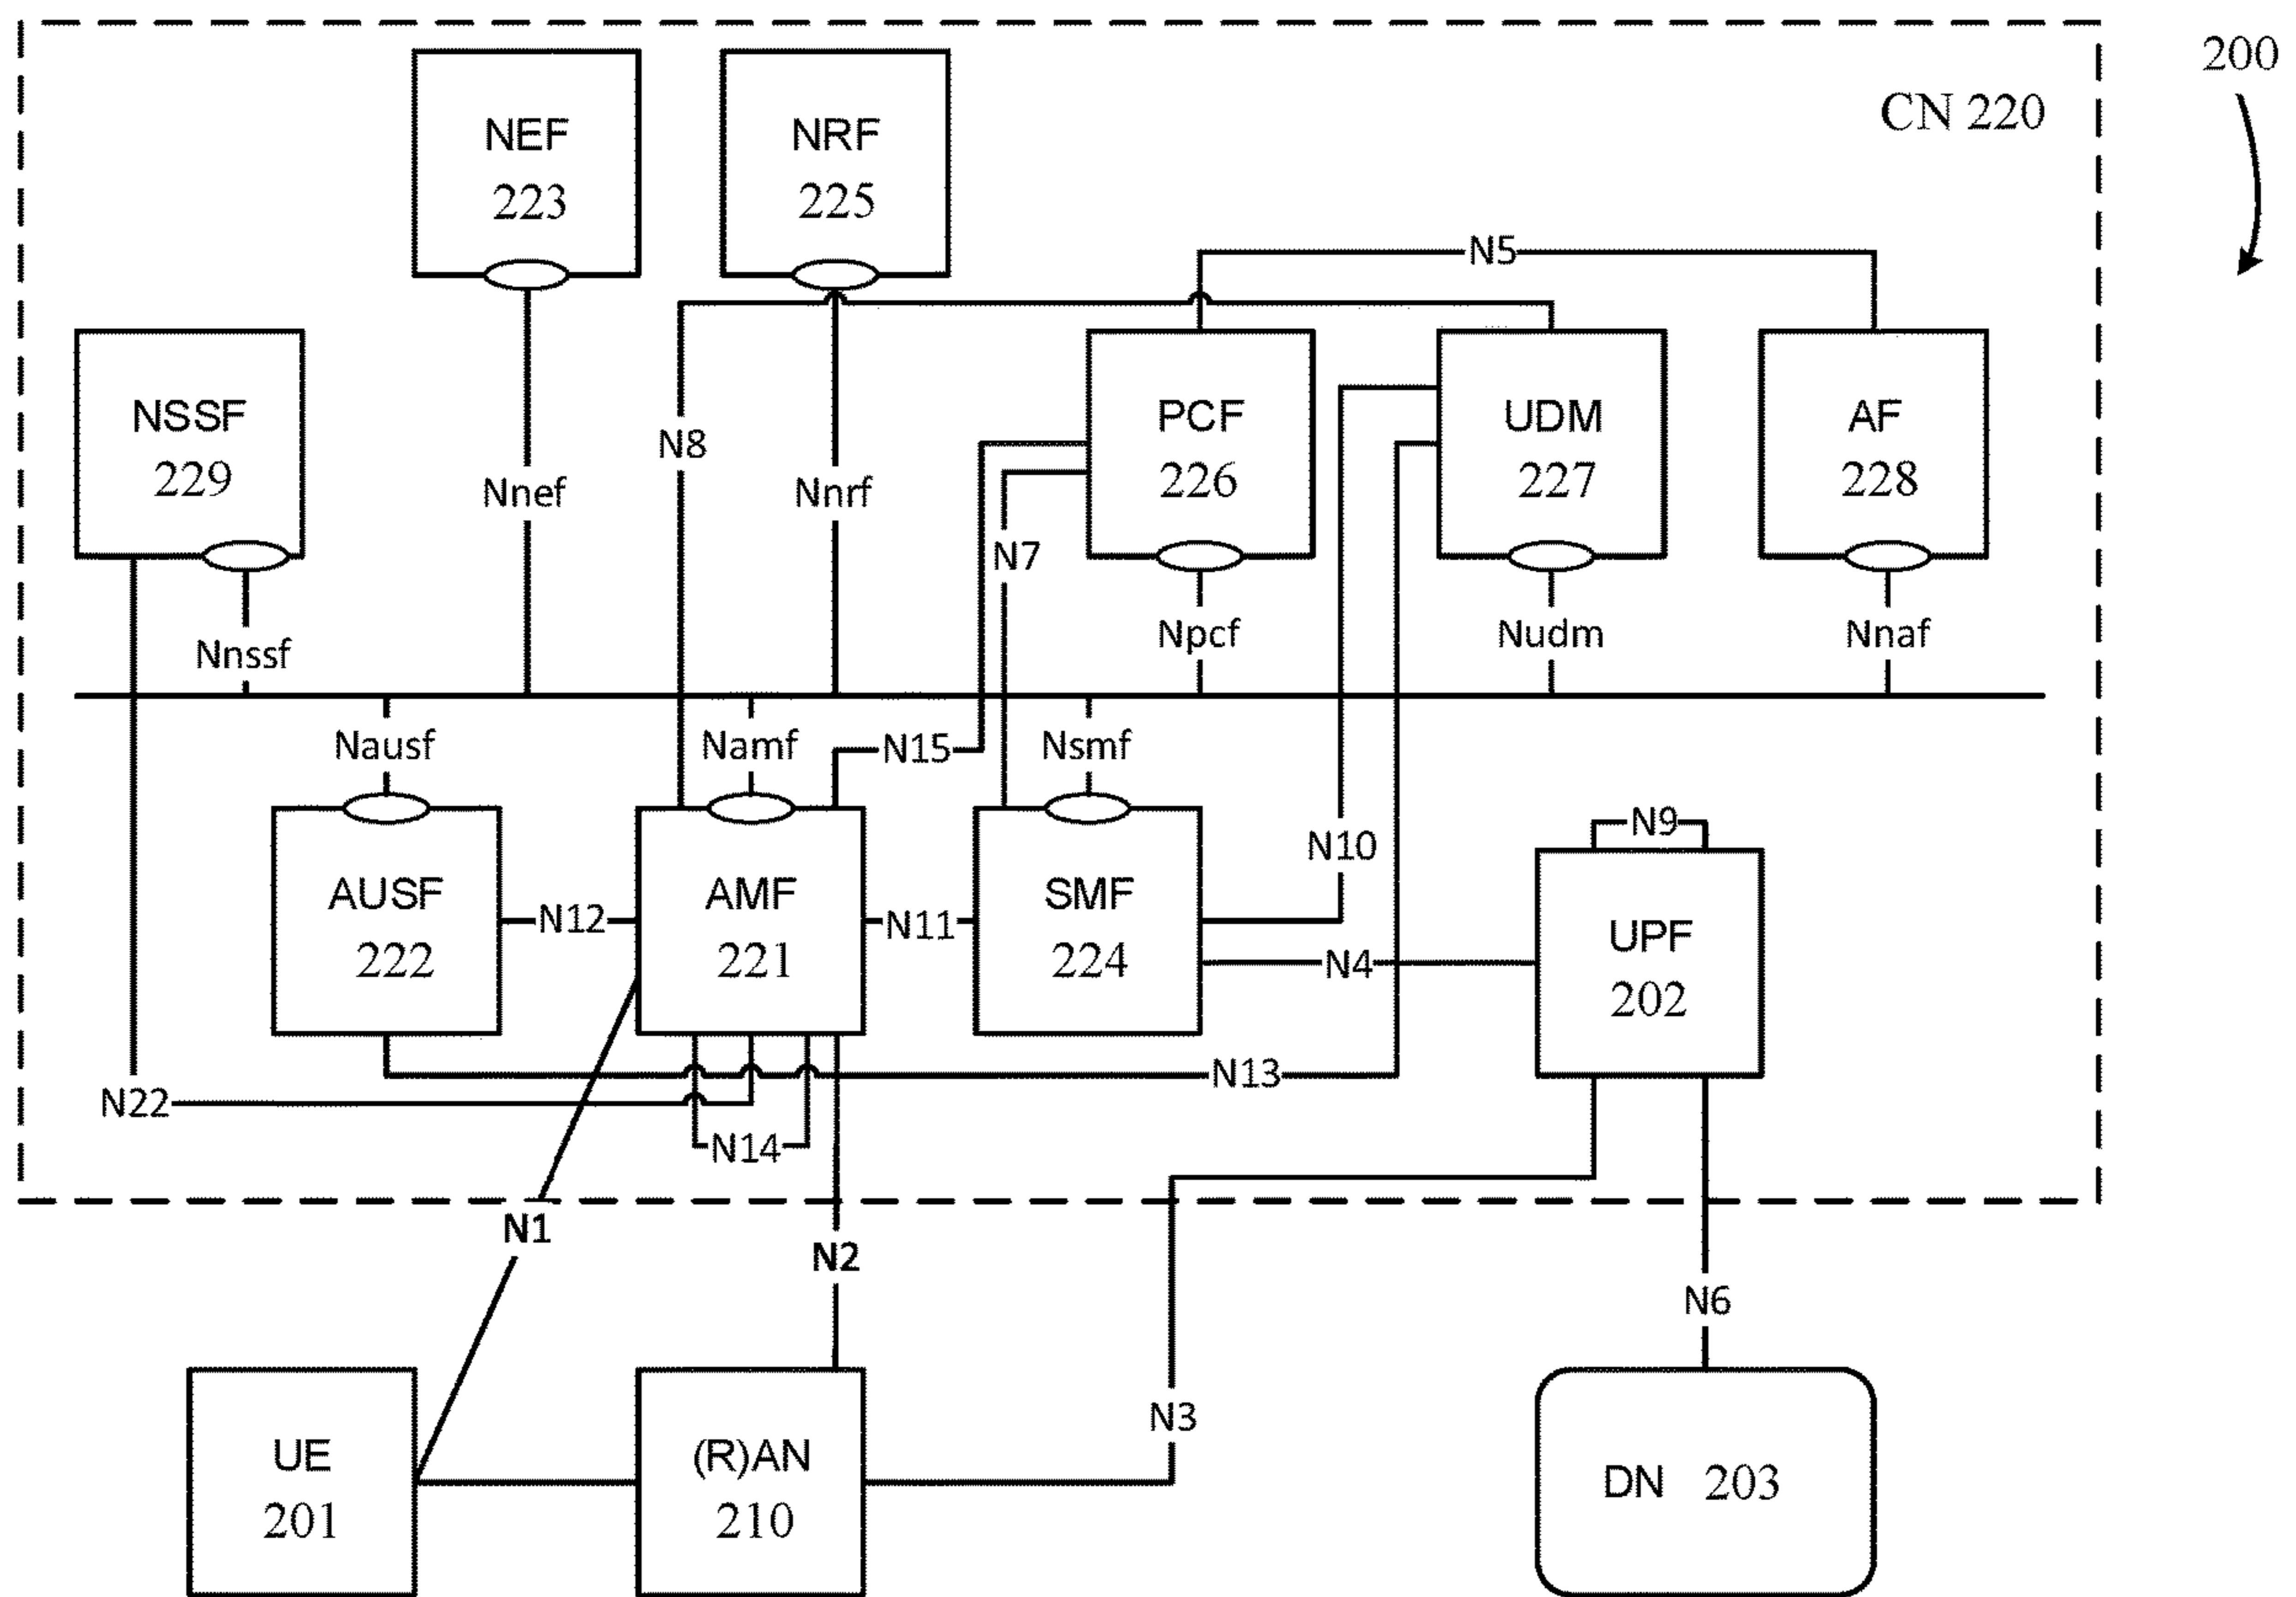 200
CN 220
NEF
223
NRF
225
N5
NSSF
229
N8
Nnef
Nnrf
PCF
226
UDM
227
AF
228
N7
Nnssf
Npcf
Nudm
Nnaf
Nausf
Namf
N15
Nsmf
N9
N10
AUSF
222
N12
AMF
221
N11
SMF
224
N4
UPF
202
N13
N22
N14
N1
N2
N6
N3
UE
201
(R)AN
210
DN 203